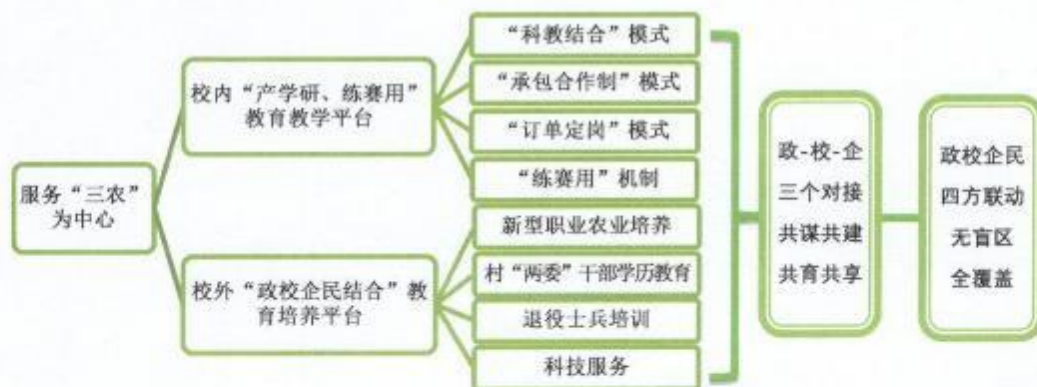 服务“三农”
为中心
校内“产学研、练赛用”
教育教学平台
校外“政校企民结合”教
育培养平台
“科教结合”模式
“承包合作制”模式
“订单定岗”模式
“练赛用”机制
新型职业农业培养
村“两委”干部学历教育
退役士兵培训
科技服务
政-校-企
三个对接
共谋共建
共育共享
政校企民
四方联动
无盲区
全覆盖